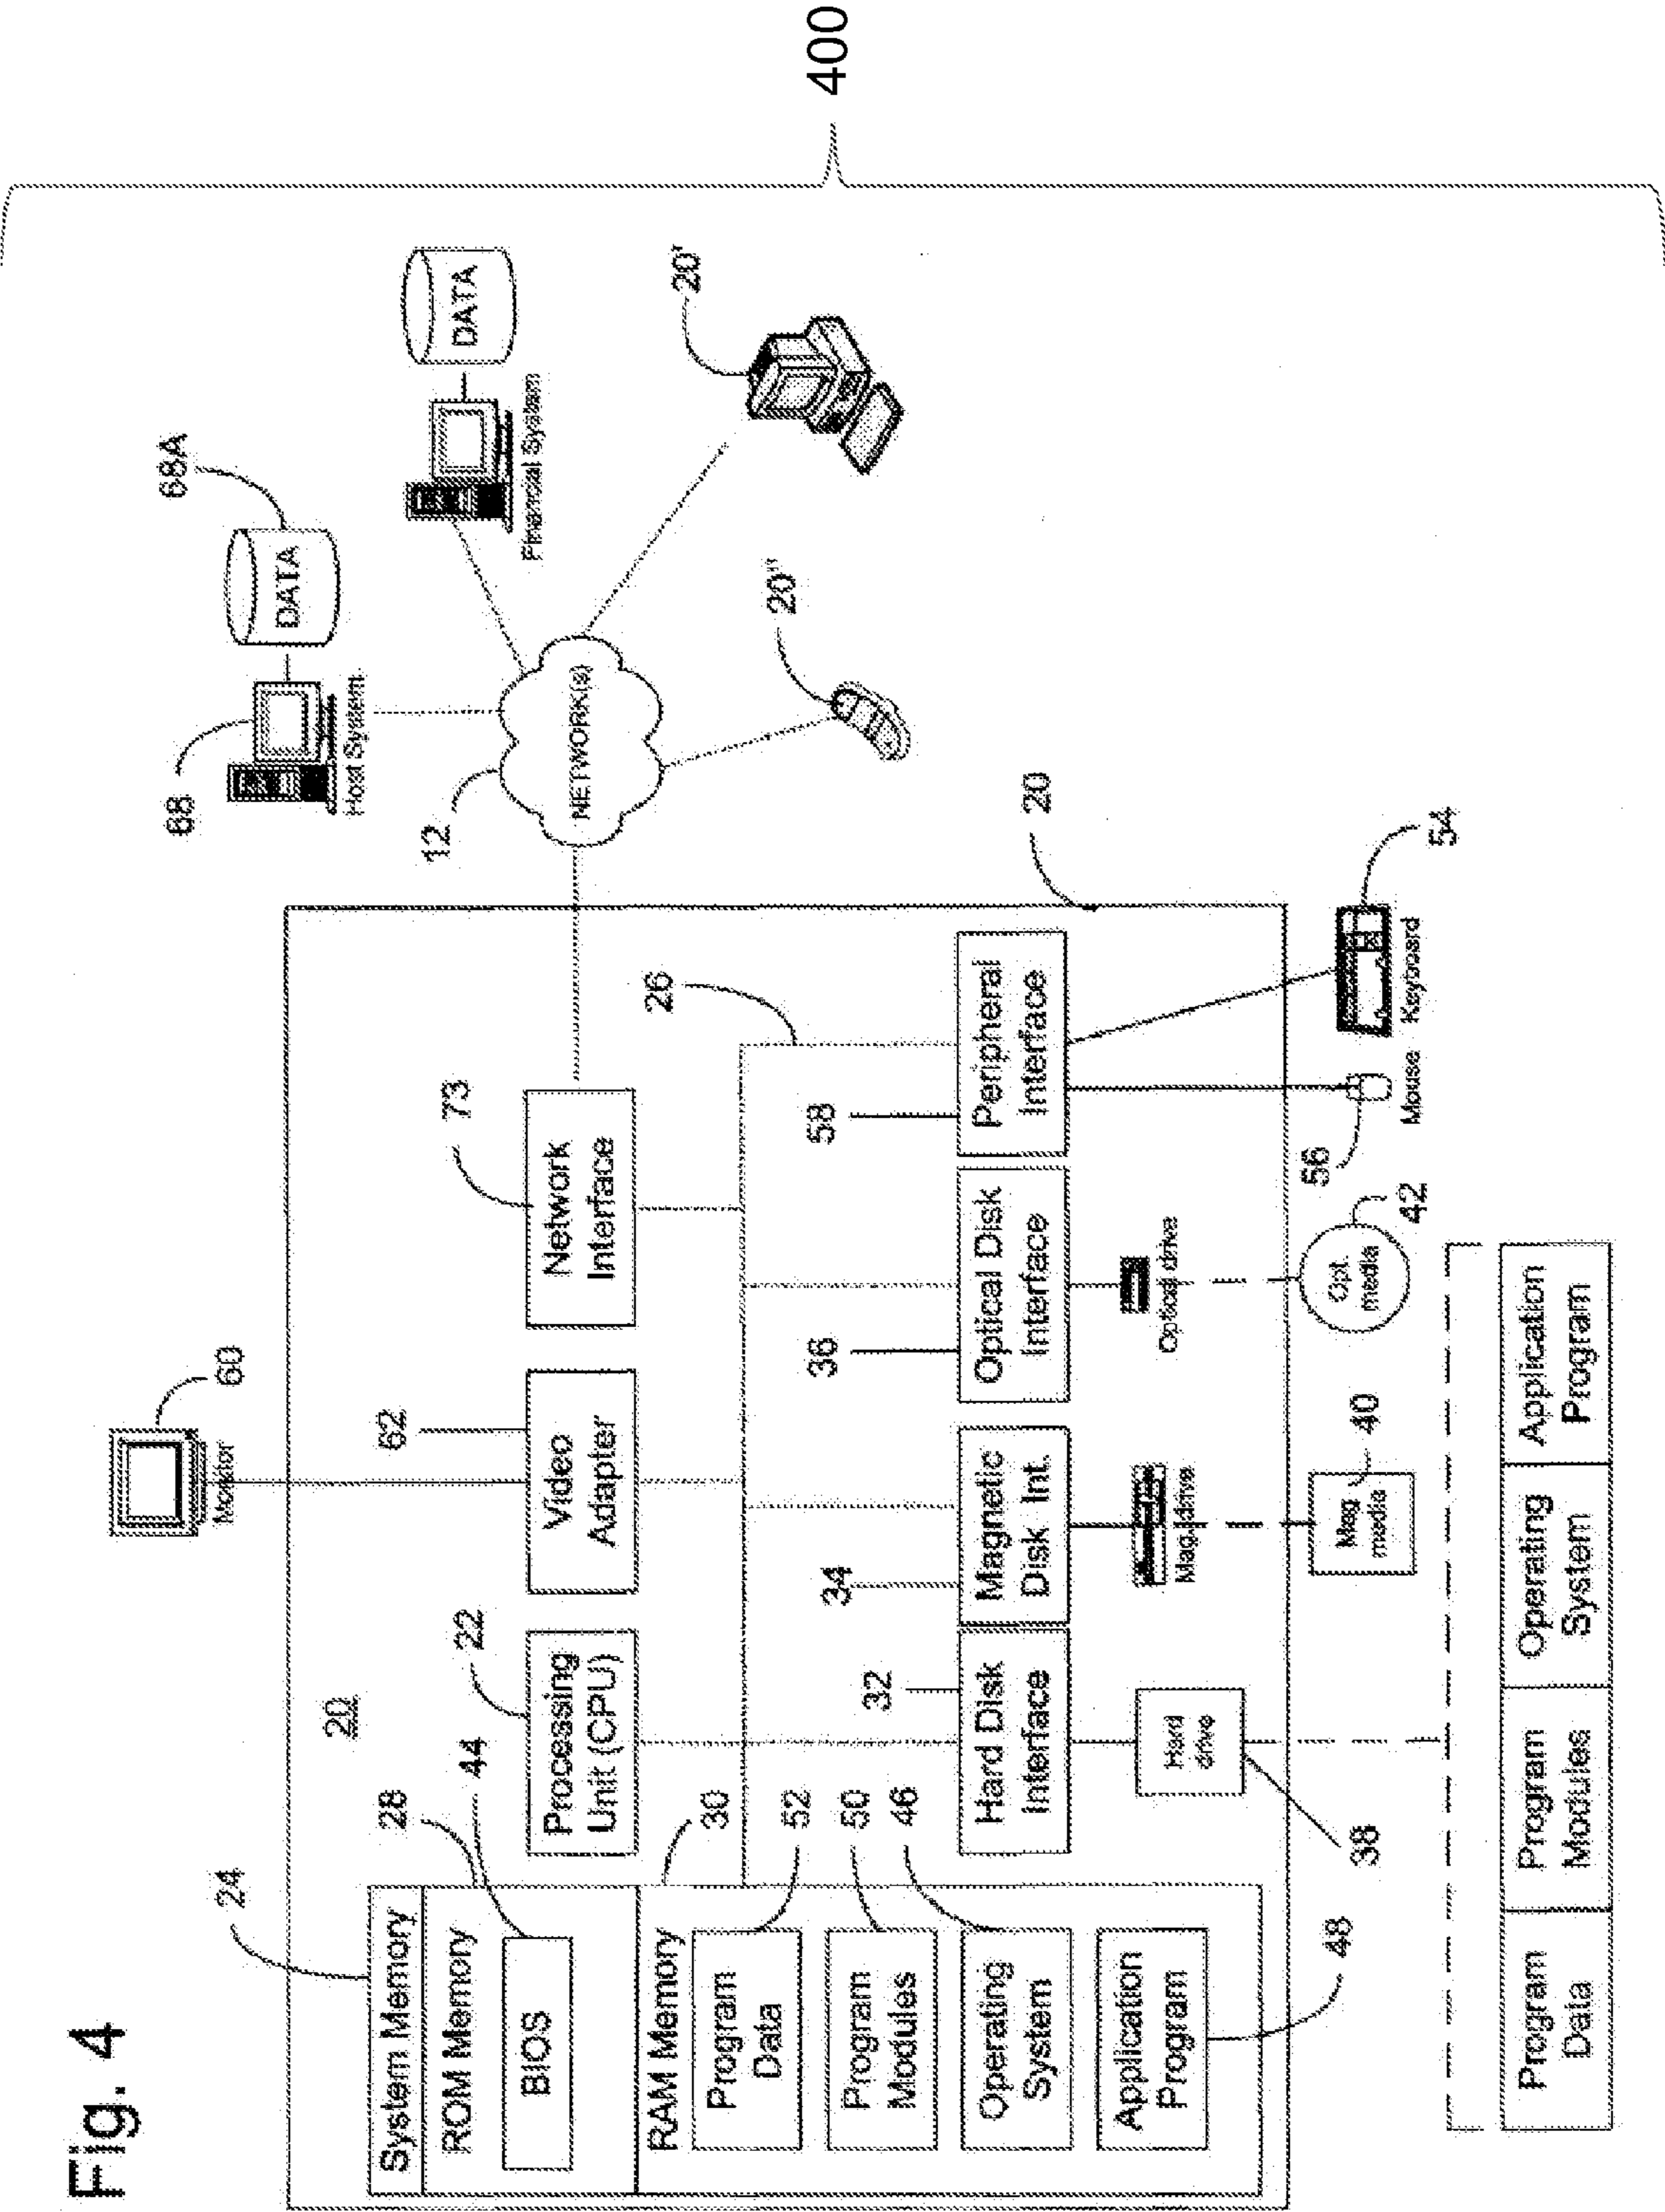 Fig. 4
400
60
Monitor
68
Host System
DATA
68A
Financial System
DATA
12
NETWORK(s)
20'
20"
20
24
System Memory
28
ROM Memory
44
BIOS
30
RAM Memory
Program
Data
52
Program
Modules
50
Operating
System
46
Application
Program
48
20
22
Processing
Unit (CPU)
62
Video
Adapter
73
Network
Interface
26
32
Hard Disk
Interface
34
Magnetic
Disk Int.
36
Optical Disk
Interface
58
Peripheral
Interface
Hard
drive
38
Mag. drive
Optical drive
Mag
media
40
Opt.
media
42
56
Mouse
Keyboard
54
Program
Data
Program
Modules
Operating
System
Application
Program